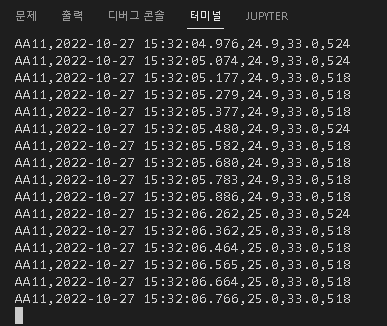 문제 출력 디버그 콘솔 터미널 JUPYTER
AA11,2022-10-27 15:32:04.976,24.9,33.0,524
AA11,2022-10-27 15:32:05.074,24.9,33.0,524
AA11,2022-10-27 15:32:05.177,24.9,33.0,518
AA11,2022-10-27 15:32:05.279,24.9,33.0,518
AA11,2022-10-27 15:32:05.377,24.9,33.0,518
AA11,2022-10-27 15:32:05.480,24.9,33.0,524
AA11,2022-10-27 15:32:05.582,24.9,33.0,518
AA11,2022-10-27 15:32:05.680,24.9,33.0,518
AA11,2022-10-27 15:32:05.783,24.9,33.0,518
AA11,2022-10-27 15:32:05.886,24.9,33.0,518
AA11,2022-10-27 15:32:06.262,25.0,33.0,524
AA11,2022-10-27 15:32:06.362,25.0,33.0,518
AA11,2022-10-27 15:32:06.464,25.0,33.0,518
AA11,2022-10-27 15:32:06.565,25.0,33.0,518
AA11,2022-10-27 15:32:06.664,25.0,33.0,518
AA11,2022-10-27 15:32:06.766,25.0,33.0,518